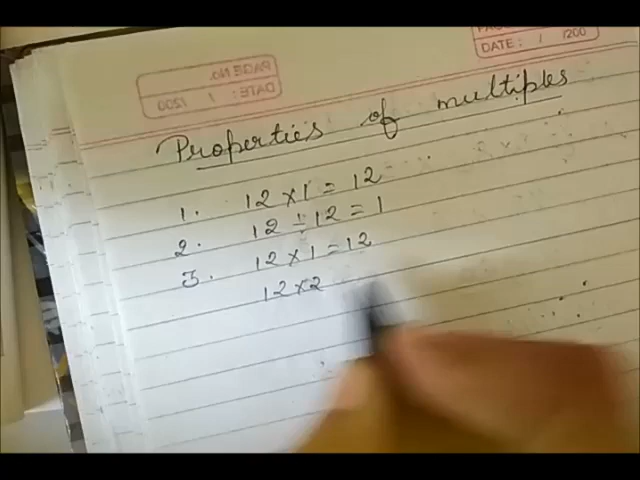 DATE: / /200
PAGE NO.
DATE: / /200
Properties of multiples
1. 12 × 1 = 12
2. 12 ÷ 12 = 1
3. 12 × 1 = 12
12 × 2